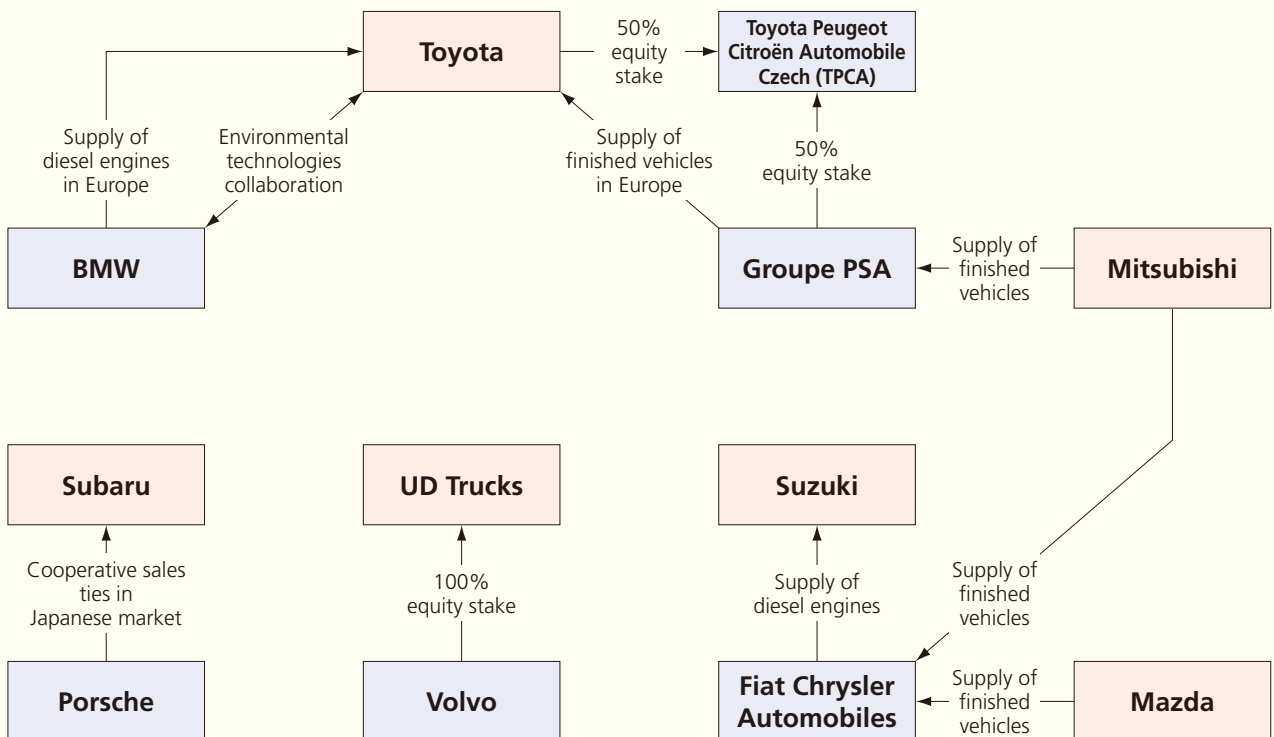 Toyota
50%
equity
stake
Toyota Peugeot
Citroën Automobile
Czech (TPCA)
Supply of
diesel engines
in Europe
Environmental
technologies
collaboration
Supply of
finished vehicles
in Europe
50%
equity stake
BMW
Groupe PSA
Supply of
finished
vehicles
Mitsubishi
Subaru
UD Trucks
Suzuki
Cooperative sales
ties in
Japanese market
100%
equity stake
Supply of
diesel engines
Supply of
finished
vehicles
Porsche
Volvo
Fiat Chrysler
Automobiles
Supply of
finished
vehicles
Mazda